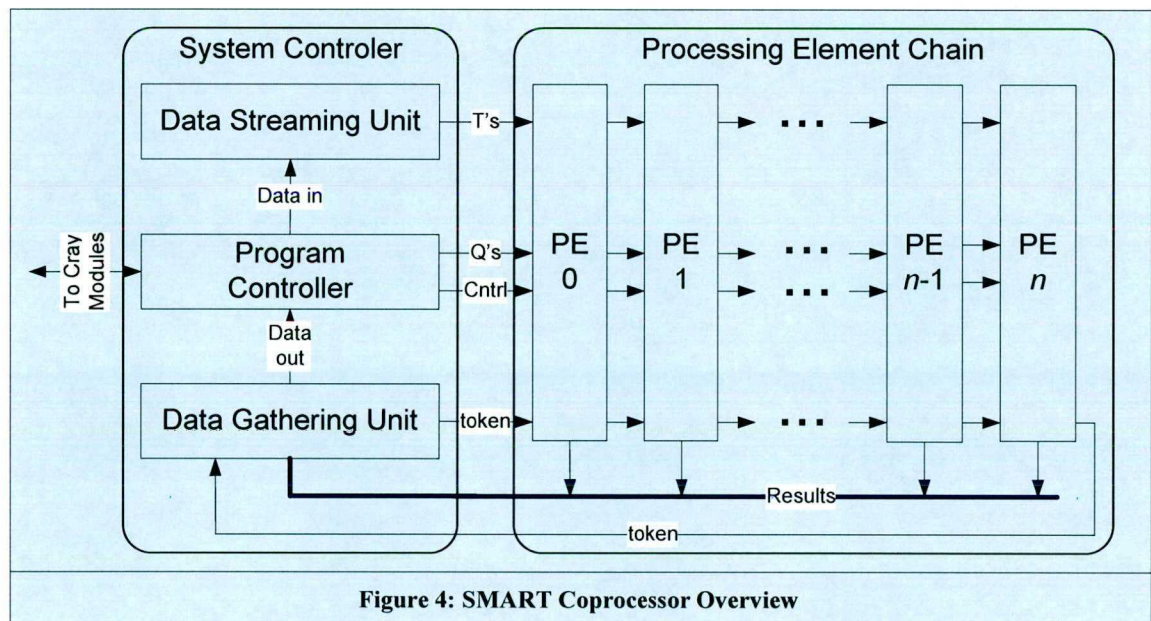 System Controler
Processing Element Chain
Data Streaming Unit
T's
Data in
To Cray
Modules
Program
Controller
Q's
Cntrl
PE
0
PE
1
PE
n-1
PE
n
Data
out
Data Gathering Unit
token
Results
token
Figure 4: SMART Coprocessor Overview